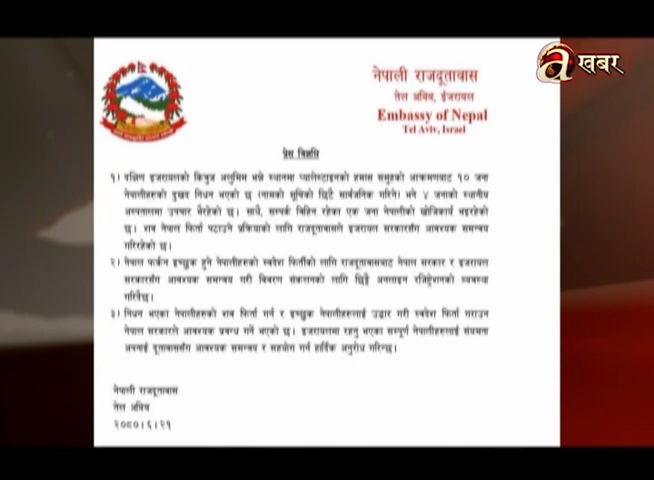 a खबर
नेपाली राजदूतावास
तेल अविव, ईजरायल
Embassy of Nepal
Tel Aviv, Israel
प्रेस विज्ञप्ति
१) दक्षिण इजरायलको किबुज अलुमिम भन्ने स्थानमा प्यालेस्टाइनको हमास समुहको आक्रमणबाट १० जना
नेपालीहरुको दुखद निधन भएको छ (नामको सूचिको छिट्टै सार्वजनिक गरिने) भने ४ जनाको स्थानीय
अस्पतालमा उपचार भैरहेको छ। साथै, सम्पर्क विहिन रहेका एक जना नेपालीको खोजिकार्य भइरहेको
छ। शव नेपाल फिर्ता पठाउने प्रक्रियाको लागि राजदूतावासले इजरायल सरकारसँग आवश्यक समन्वय
गरिरहेको छ।
२) नेपाल फर्कन इच्छुक हुने नेपालीहरुको स्वदेश फिर्तीको लागि राजदूतावासबाट नेपाल सरकार र इजरायल
सरकारसँग आवश्यक समन्वय गरी विवरण संकलनको लागि छिट्टै अनलाइन रजिष्ट्रेशनको व्यवस्था
गरिनेछ।
३) निधन भएका नेपालीहरुको शव फिर्ता गर्न र इच्छुक नेपालीहरुलाई उद्धार गरी स्वदेश फिर्ता गराउन
नेपाल सरकारले आवश्यक प्रवन्ध गर्ने भएको छ। इजरायलमा रहनु भएका सम्पूर्ण नेपालीहरुलाई संयमता
अपनाई दूतावाससँग आवश्यक समन्वय र सहयोग गर्न हार्दिक अनुरोध गरिन्छ।
नेपाली राजदूतावास
तेल अविव
२०८०।६।२१